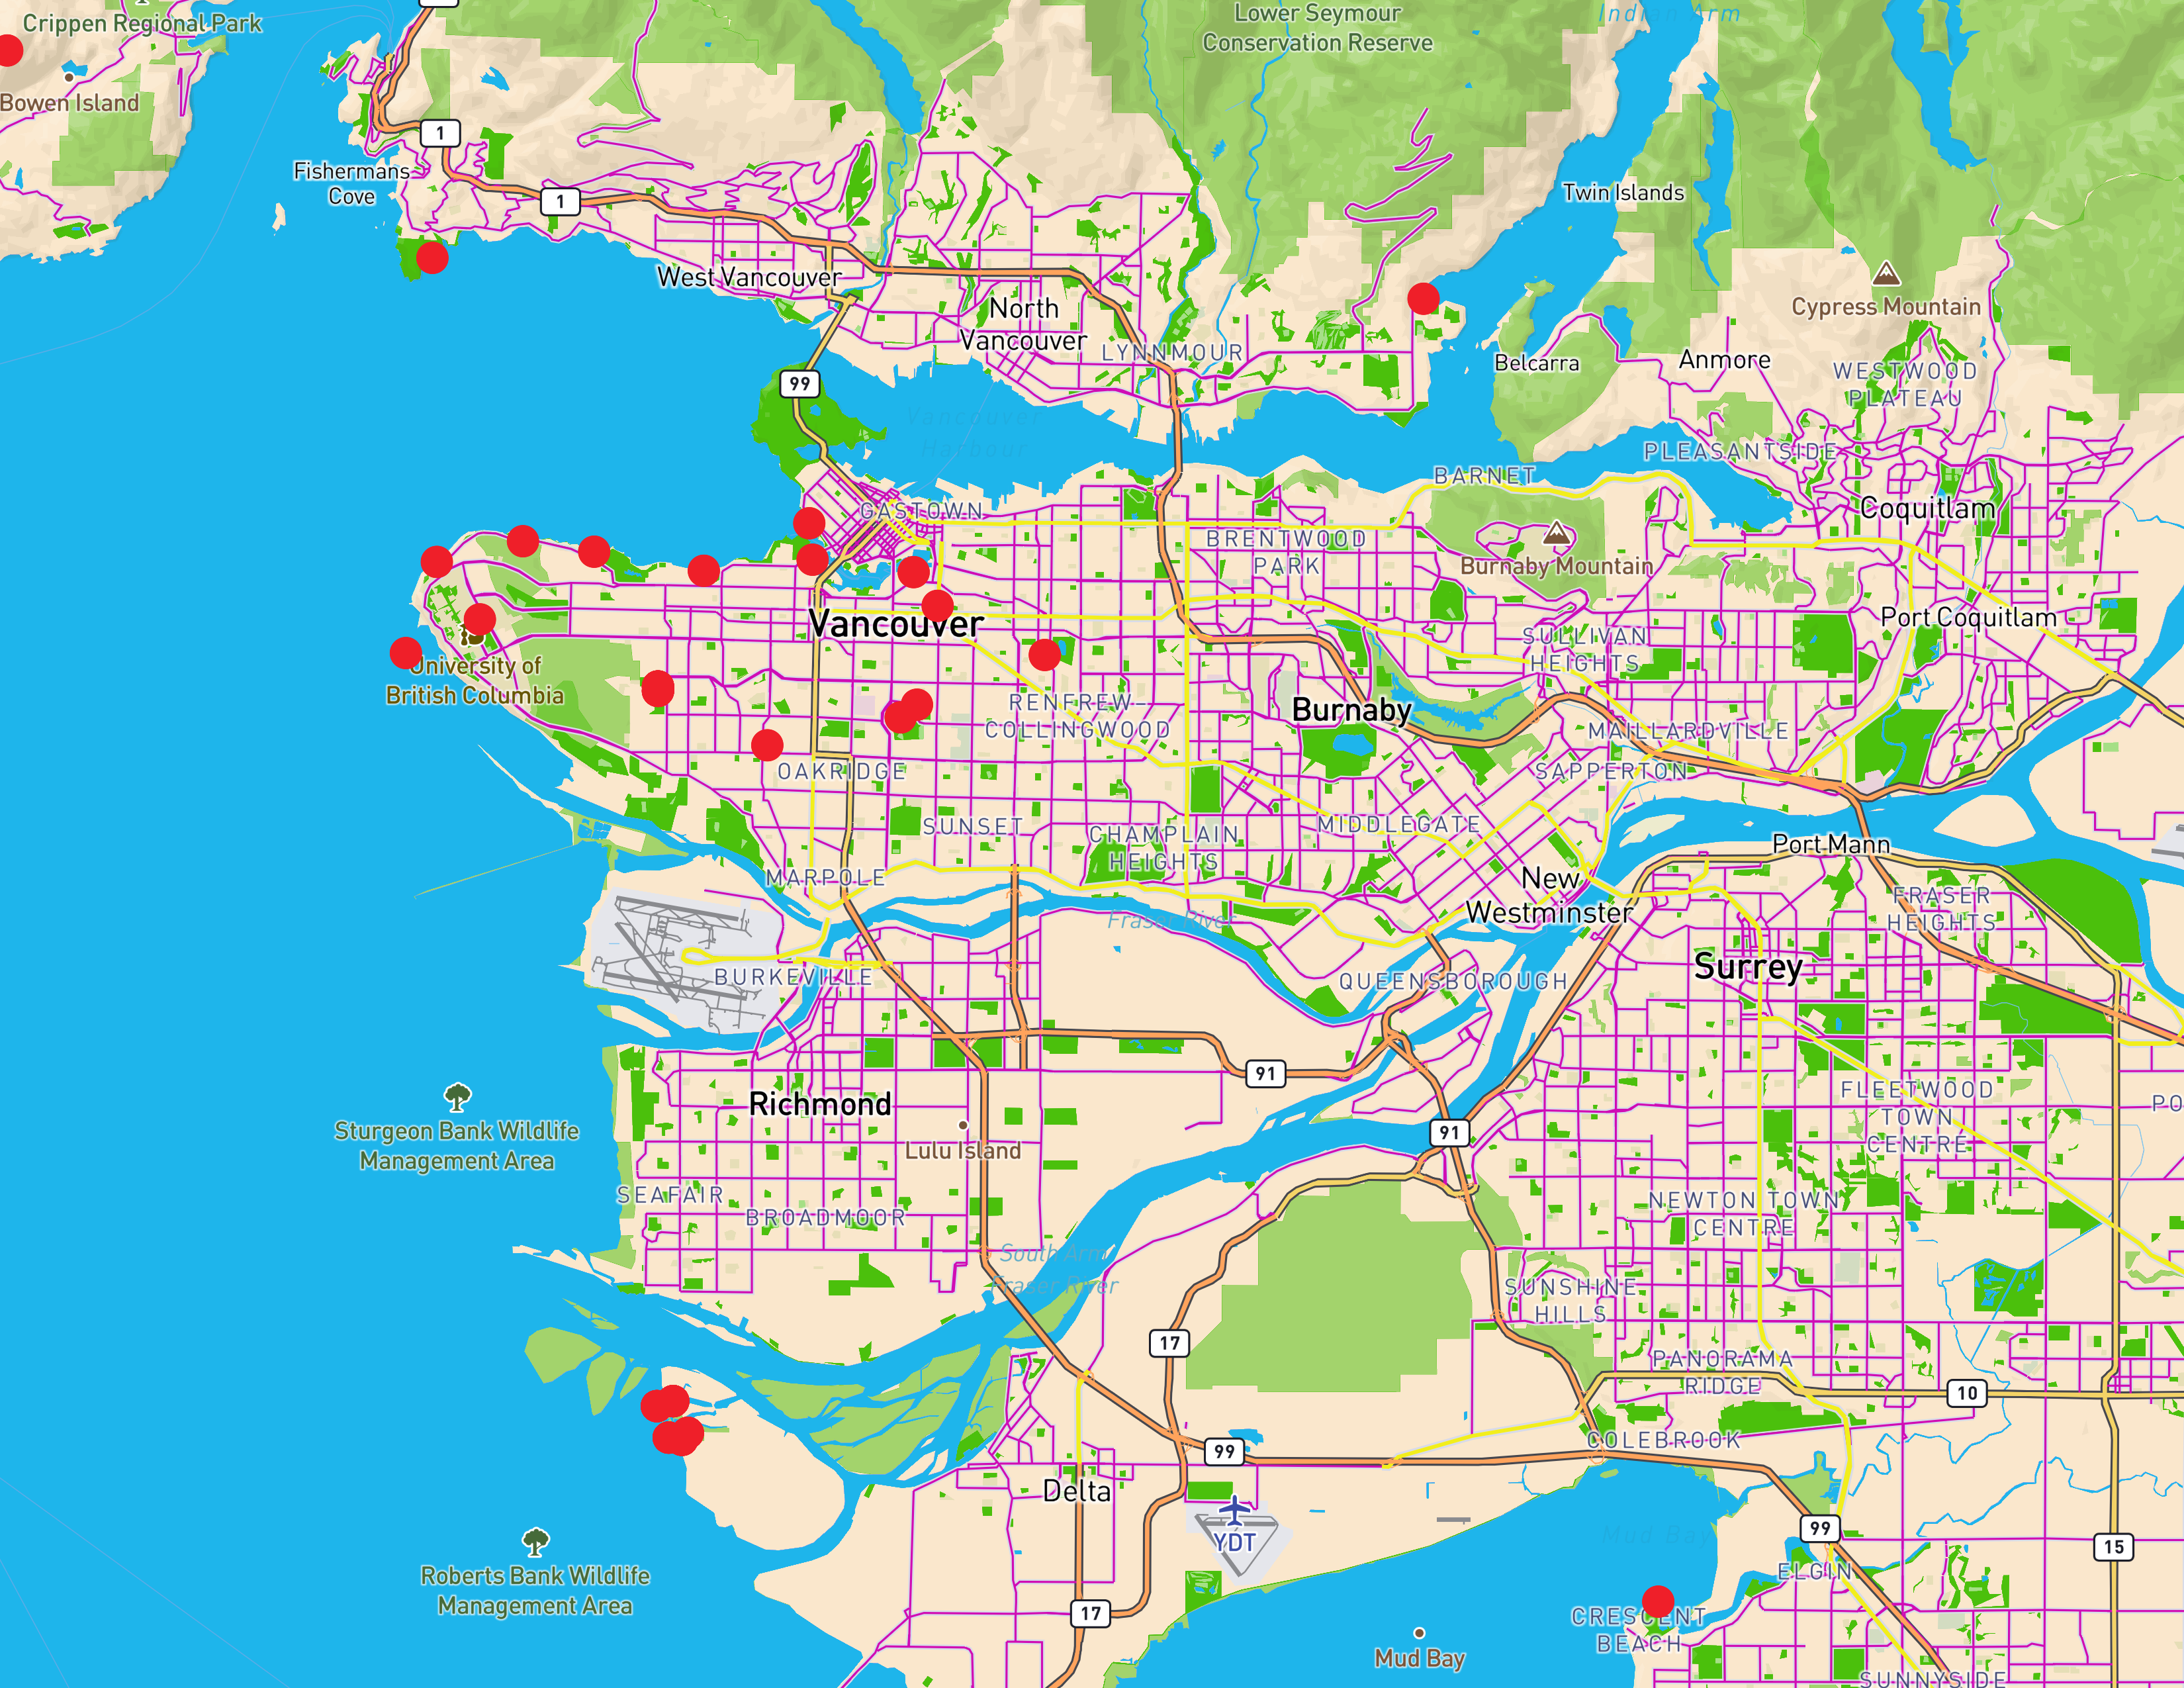 Crippen Regional Park
Lower Seymour
Conservation Reserve
Indian Arm
Bowen Island
1
Fishermans
Cove
1
Twin Islands
West Vancouver
Cypress Mountain
North
Vancouver
LYNNMOUR
Belcarra
Anmore
WESTWOOD
PLATEAU
99
Vancouver
Harbour
PLEASANTSIDE
BARNET
Coquitlam
GASTOWN
BRENTWOOD
PARK
Burnaby Mountain
Vancouver
Port Coquitlam
SULLIVAN
HEIGHTS
University of
British Columbia
RENFREW–
COLLINGWOOD
Burnaby
MAILLARDVILLE
OAKRIDGE
SAPPERTON
SUNSET
CHAMPLAIN
HEIGHTS
MIDDLEGATE
Port Mann
MARPOLE
New
Westminster
FRASER
HEIGHTS
Fraser River
BURKEVILLE
QUEENSBOROUGH
Surrey
91
Richmond
FLEETWOOD
TOWN
CENTRE
PO
Sturgeon Bank Wildlife
Management Area
91
Lulu Island
SEAFAIR
BROADMOOR
NEWTON TOWN
CENTRE
South Arm
Fraser River
SUNSHINE
HILLS
17
PANORAMA
RIDGE
10
99
COLEBROOK
Delta
YDT
Mud Bay
99
15
Roberts Bank Wildlife
Management Area
ELGIN
17
CRESCENT
BEACH
Mud Bay
SUNNYSIDE